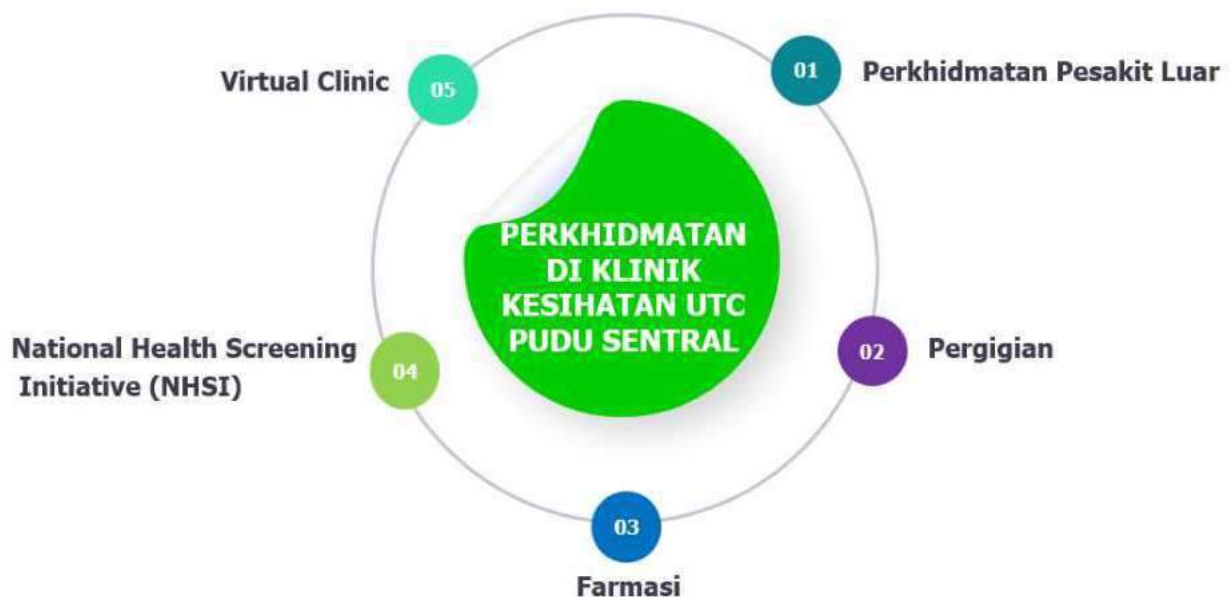 PERKHIDMATAN
DI KLINIK
KESIHATAN UTC
PUDU SENTRAL
01
Perkhidmatan Pesakit Luar
02
Pergigian
03
Farmasi
04
National Health Screening
Initiative (NHSI)
05
Virtual Clinic